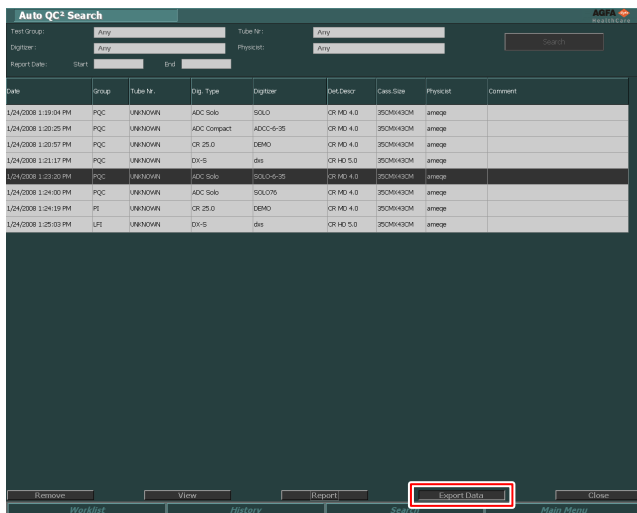 Auto QC² Search
AGFA
HealthCare
Test Group: Any Tube Nr: Any
Digitizer: Any Physicist: Any
Search
Report Date: Start End
Date Group Tube Nr. Dig. Type Digitizer Det.Descr Cass.Size Physicist Comment
1/24/2008 1:19:04 PM PQC UNKNOWN ADC Solo SOLO CR MD 4.0 35CMX43CM ameqe
1/24/2008 1:20:25 PM PQC UNKNOWN ADC Compact ADCC-6-35 CR MD 4.0 35CMX43CM ameqe
1/24/2008 1:20:57 PM PQC UNKNOWN CR 25.0 DEMO CR MD 4.0 35CMX43CM ameqe
1/24/2008 1:21:17 PM PQC UNKNOWN DX-S dxs CR HD 5.0 35CMX43CM ameqe
1/24/2008 1:23:20 PM PQC UNKNOWN ADC Solo SOLO-6-35 CR MD 4.0 35CMX43CM ameqe
1/24/2008 1:24:00 PM PQC UNKNOWN ADC Solo SOLO76 CR MD 4.0 35CMX43CM ameqe
1/24/2008 1:24:19 PM PI UNKNOWN CR 25.0 DEMO CR MD 4.0 35CMX43CM ameqe
1/24/2008 1:25:03 PM LFI UNKNOWN DX-S dxs CR HD 5.0 35CMX43CM ameqe
Remove View Report Export Data Close
Worklist History Search Main Menu